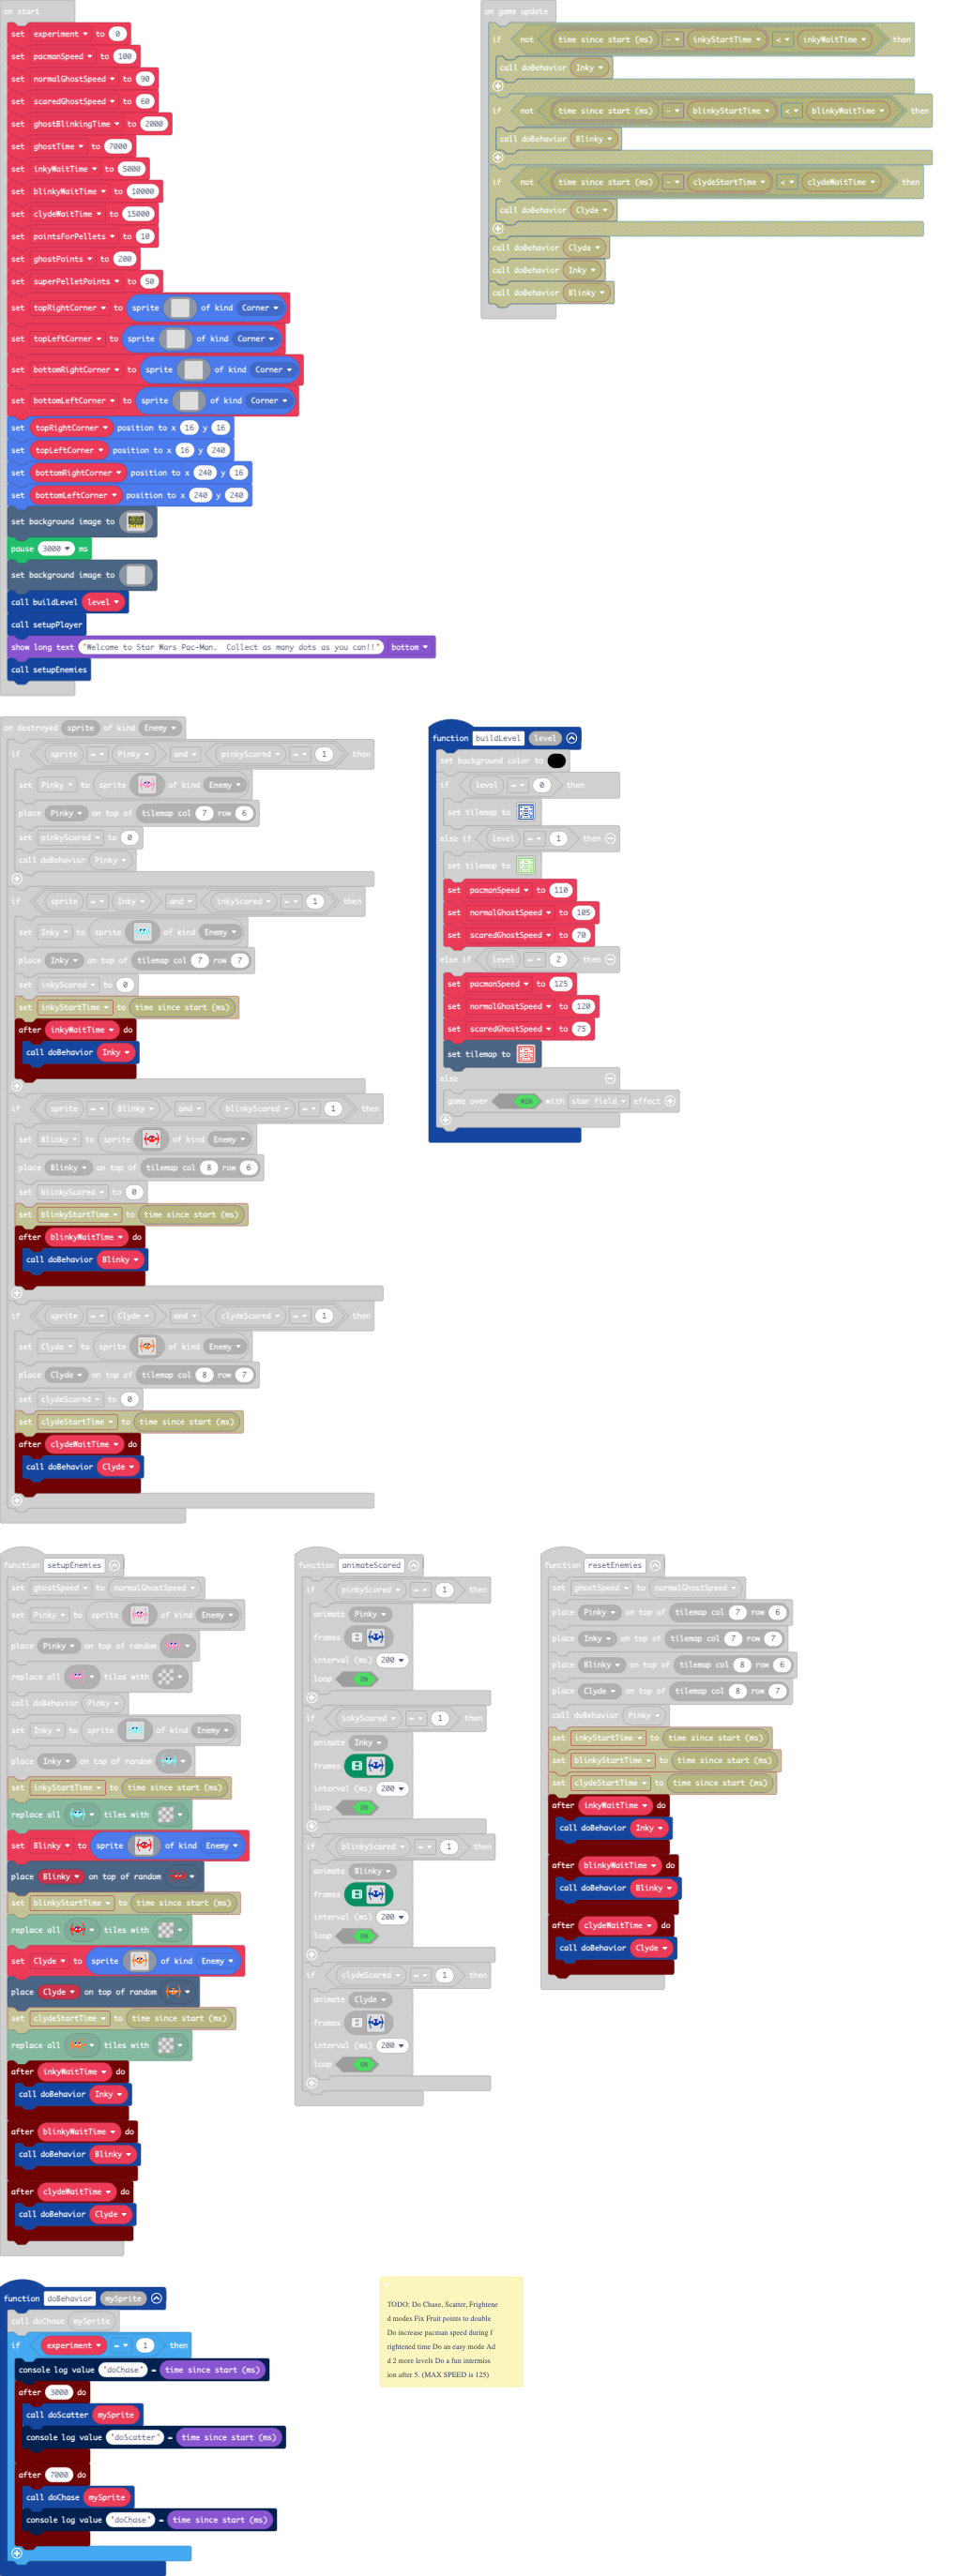 on start
set experiment to 0
set pacmanSpeed to 100
set normalGhostSpeed to 90
set scaredGhostSpeed to 60
set ghostBlinkingTime to 2000
set ghostTime to 7000
set inkyWaitTime to 5000
set blinkyWaitTime to 10000
set clydeWaitTime to 15000
set pointsForPellets to 10
set ghostPoints to 200
set superPelletPoints to 50
set topRightCorner to sprite of kind Corner
set topLeftCorner to sprite of kind Corner
set bottomRightCorner to sprite of kind Corner
set bottomLeftCorner to sprite of kind Corner
set topRightCorner position to x 16 y 16
set topLeftCorner position to x 16 y 240
set bottomRightCorner position to x 240 y 16
set bottomLeftCorner position to x 240 y 240
set background image to
pause 3000 ms
set background image to
call buildLevel level
call setupPlayer
show long text "Welcome to Star Wars Pac-Man.  Collect as many dots as you can!!" bottom
call setupEnemies
on game update
if not time since start (ms) - inkyStartTime < inkyWaitTime then
call doBehavior Inky
if not time since start (ms) - blinkyStartTime < blinkyWaitTime then
call doBehavior Blinky
if not time since start (ms) - clydeStartTime < clydeWaitTime then
call doBehavior Clyde
call doBehavior Clyde
call doBehavior Inky
call doBehavior Blinky
on destroyed sprite of kind Enemy
if sprite = Pinky and pinkyScared = 1 then
set Pinky to sprite of kind Enemy
place Pinky on top of tilemap col 7 row 6
set pinkyScared to 0
call doBehavior Pinky
if sprite = Inky and inkyScared = 1 then
set Inky to sprite of kind Enemy
place Inky on top of tilemap col 7 row 7
set inkyScared to 0
set inkyStartTime to time since start (ms)
after inkyWaitTime do
call doBehavior Inky
if sprite = Blinky and blinkyScared = 1 then
set Blinky to sprite of kind Enemy
place Blinky on top of tilemap col 8 row 6
set blinkyScared to 0
set blinkyStartTime to time since start (ms)
after blinkyWaitTime do
call doBehavior Blinky
if sprite = Clyde and clydeScared = 1 then
set Clyde to sprite of kind Enemy
place Clyde on top of tilemap col 8 row 7
set clydeScared to 0
set clydeStartTime to time since start (ms)
after clydeWaitTime do
call doBehavior Clyde
function buildLevel level
set background color to
if level = 0 then
set tilemap to
else if level = 1 then
set tilemap to
set pacmanSpeed to 110
set normalGhostSpeed to 105
set scaredGhostSpeed to 70
else if level = 2 then
set pacmanSpeed to 125
set normalGhostSpeed to 120
set scaredGhostSpeed to 75
set tilemap to
else
game over WIN with star field effect
function setupEnemies
set ghostSpeed to normalGhostSpeed
set Pinky to sprite of kind Enemy
place Pinky on top of random
replace all tiles with
call doBehavior Pinky
set Inky to sprite of kind Enemy
place Inky on top of random
set inkyStartTime to time since start (ms)
replace all tiles with
set Blinky to sprite of kind Enemy
place Blinky on top of random
set blinkyStartTime to time since start (ms)
replace all tiles with
set Clyde to sprite of kind Enemy
place Clyde on top of random
set clydeStartTime to time since start (ms)
replace all tiles with
after inkyWaitTime do
call doBehavior Inky
after blinkyWaitTime do
call doBehavior Blinky
after clydeWaitTime do
call doBehavior Clyde
function animateScared
if pinkyScared = 1 then
animate Pinky
frames
interval (ms) 200
loop ON
if inkyScared = 1 then
animate Inky
frames
interval (ms) 200
loop ON
if blinkyScared = 1 then
animate Blinky
frames
interval (ms) 200
loop ON
if clydeScared = 1 then
animate Clyde
frames
interval (ms) 200
loop ON
function resetEnemies
set ghostSpeed to normalGhostSpeed
place Pinky on top of tilemap col 7 row 6
place Inky on top of tilemap col 7 row 7
place Blinky on top of tilemap col 8 row 6
place Clyde on top of tilemap col 8 row 7
call doBehavior Pinky
set inkyStartTime to time since start (ms)
set blinkyStartTime to time since start (ms)
set clydeStartTime to time since start (ms)
after inkyWaitTime do
call doBehavior Inky
after blinkyWaitTime do
call doBehavior Blinky
after clydeWaitTime do
call doBehavior Clyde
function doBehavior mySprite
call doChase mySprite
if experiment = 1 then
console log value "doChase" = time since start (ms)
after 3000 do
call doScatter mySprite
console log value "doScatter" = time since start (ms)
after 7000 do
call doChase mySprite
console log value "doChase" = time since start (ms)
TODO: Do Chase, Scatter, Frightene
d modes Fix Fruit points to double
Do increase pacman speed during f
rightened time Do an easy mode Ad
d 2 more levels Do a fun intermiss
ion after 5. (MAX SPEED is 125)